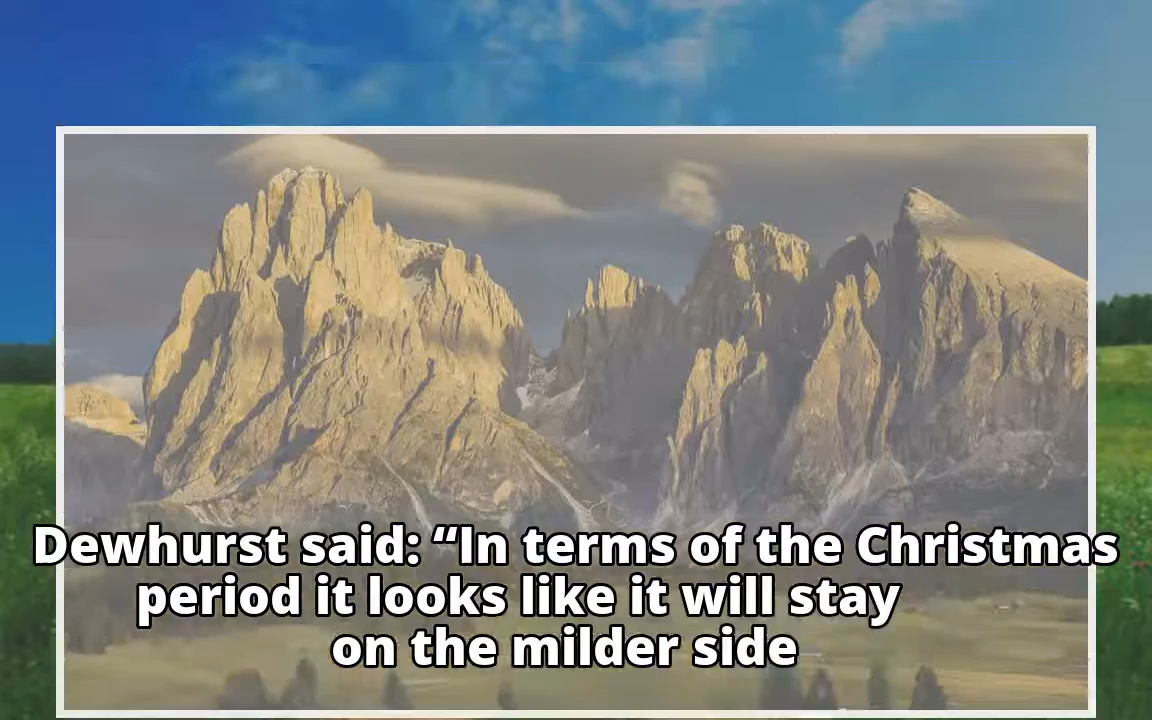 Dewhurst said: “In terms of the Christmas
period it looks like it will stay
on the milder side